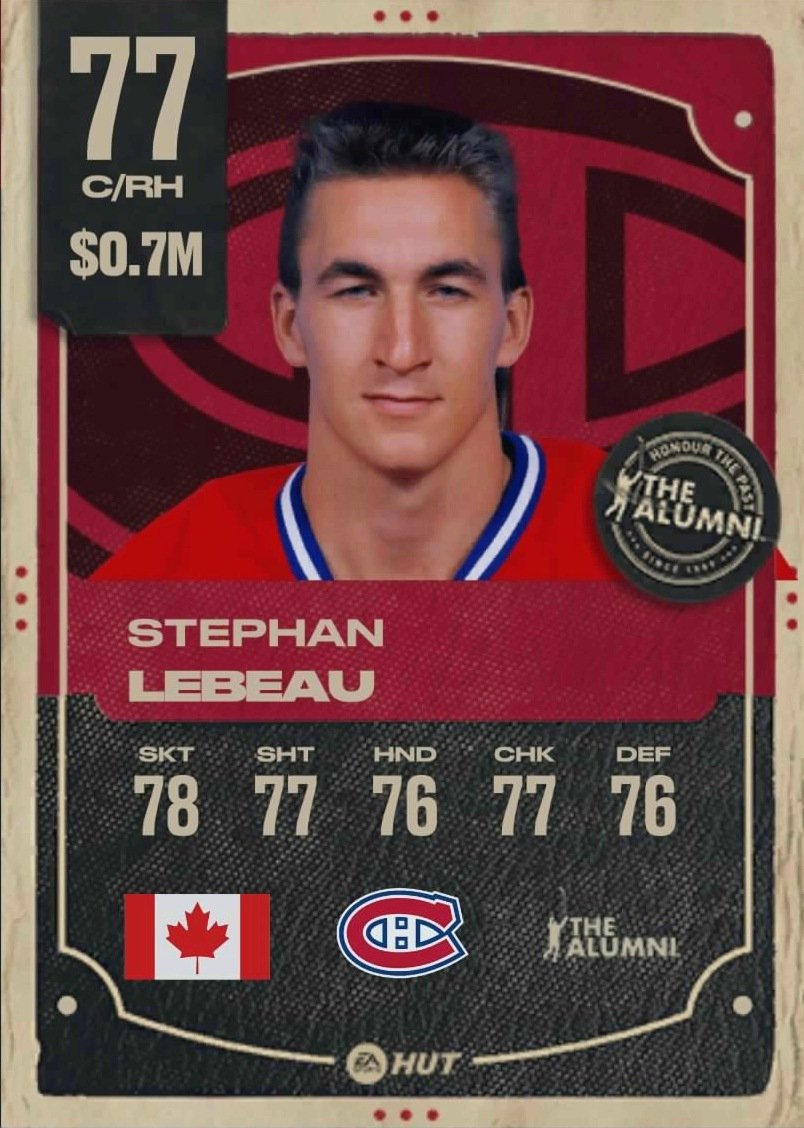 77
C/RH
$0.7M
HONOUR THE PAST
THE
ALUMNI
STEPHAN
LEBEAU
SKT SHT HND CHK DEF
78 77 76 77 76
THE
ALUMNI
EA
HUT